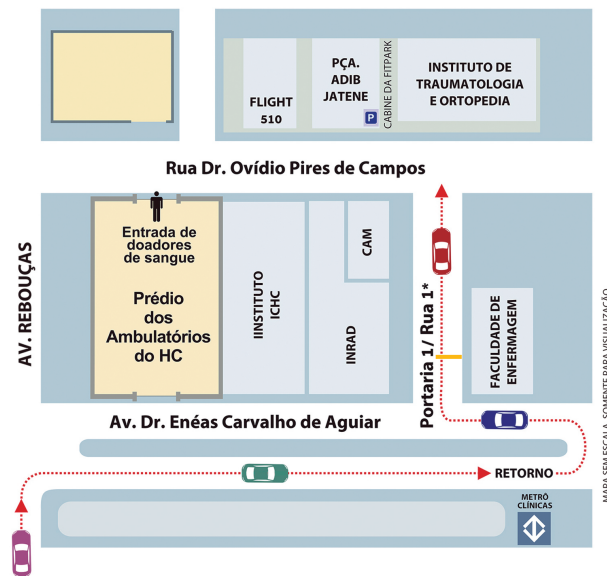 FLIGHT
510
PÇA.
ADIB
JATENE
P
CABINE DA FITPARK
INSTITUTO DE
TRAUMATOLOGIA
E ORTOPEDIA
Rua Dr. Ovídio Pires de Campos
AV. REBOUÇAS
Entrada de
doadores
de sangue
Prédio
dos
Ambulatórios
do HC
IINSTITUTO
ICHC
INRAD
CAM
Portaria 1/ Rua 1*
FACULDADE DE
ENFERMAGEM
Av. Dr. Enéas Carvalho de Aguiar
RETORNO
METRÔ
CLÍNICAS
MAPA SEM ESCALA, SOMENTE PARA VISUALIZAÇÃO